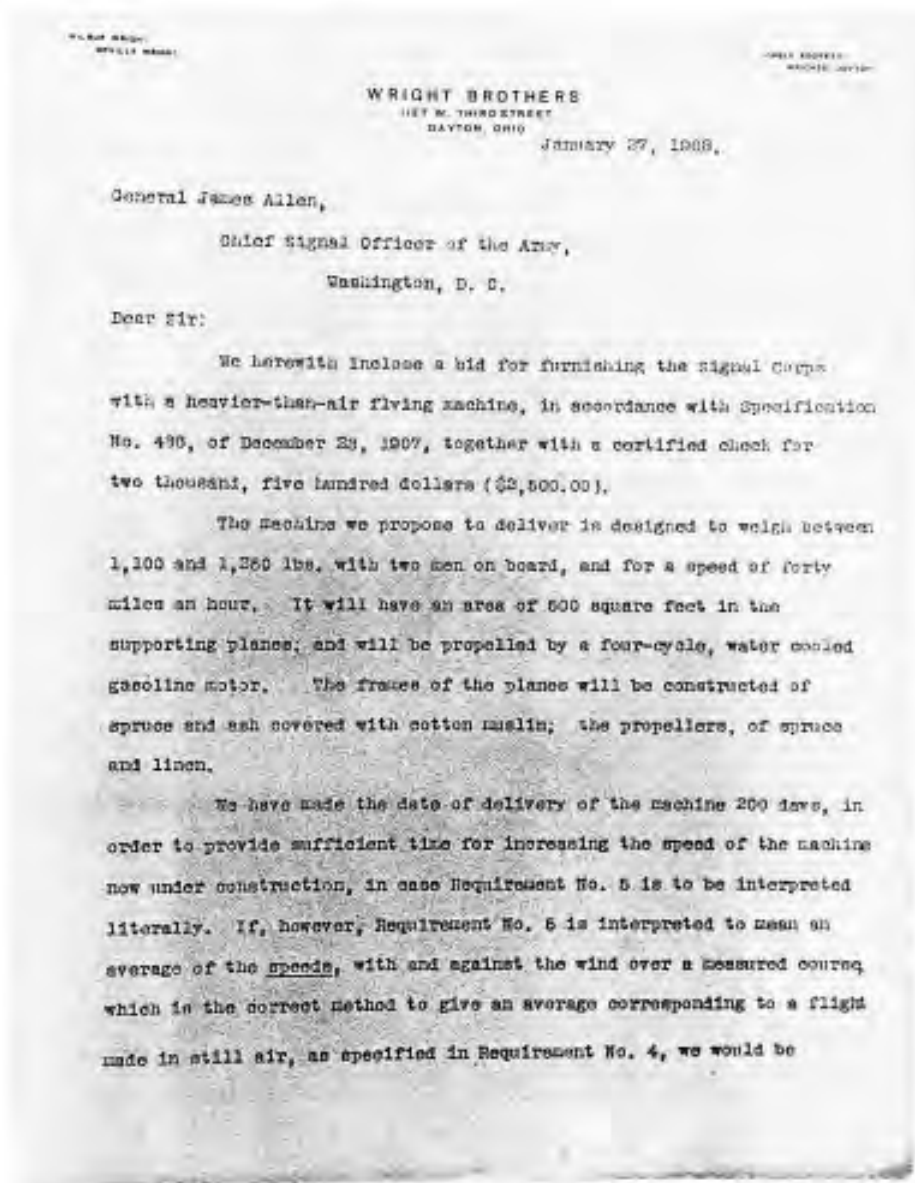 WILBUR WRIGHT
ORVILLE WRIGHT
WRIGHT BROTHERS
1127 W. THIRD STREET
DAYTON, OHIO
January 27, 1908.
General James Allen,
Chief Signal Officer of the Army,
Washington, D. C.
Dear Sir:
We herewith inclose a bid for furnishing the Signal Corps
with a heavier-than-air flying machine, in accordance with Specification
No. 486, of December 23, 1907, together with a certified check for
two thousand, five hundred dollars ($2,500.00).
The machine we propose to deliver is designed to weigh between
1,100 and 1,250 lbs. with two men on board, and for a speed of forty
miles an hour. It will have an area of 500 square feet in the
supporting planes; and will be propelled by a four-cycle, water cooled
gasoline motor. The frames of the planes will be constructed of
spruce and ash covered with cotton muslin; the propellers, of spruce
and linen.
We have made the date of delivery of the machine 200 days, in
order to provide sufficient time for increasing the speed of the machine
now under construction, in case Requirement No. 5 is to be interpreted
literally. If, however, Requirement No. 5 is interpreted to mean an
average of the speeds, with and against the wind over a measured course,
which is the correct method to give an average corresponding to a flight
made in still air, as specified in Requirement No. 4, we would be